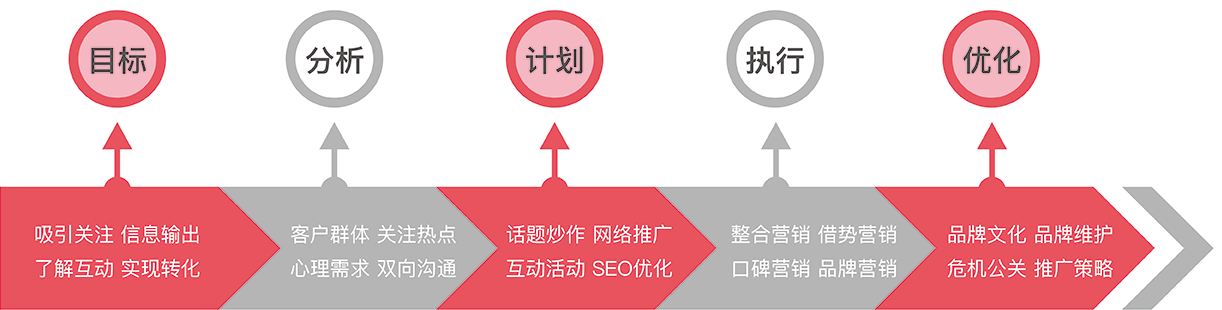 目标
分析
计划
执行
优化
吸引关注 信息输出
了解互动 实现转化
客户群体 关注热点
心理需求 双向沟通
话题炒作 网络推广
互动活动 SEO优化
整合营销 借势营销
口碑营销 品牌营销
品牌文化 品牌维护
危机公关 推广策略